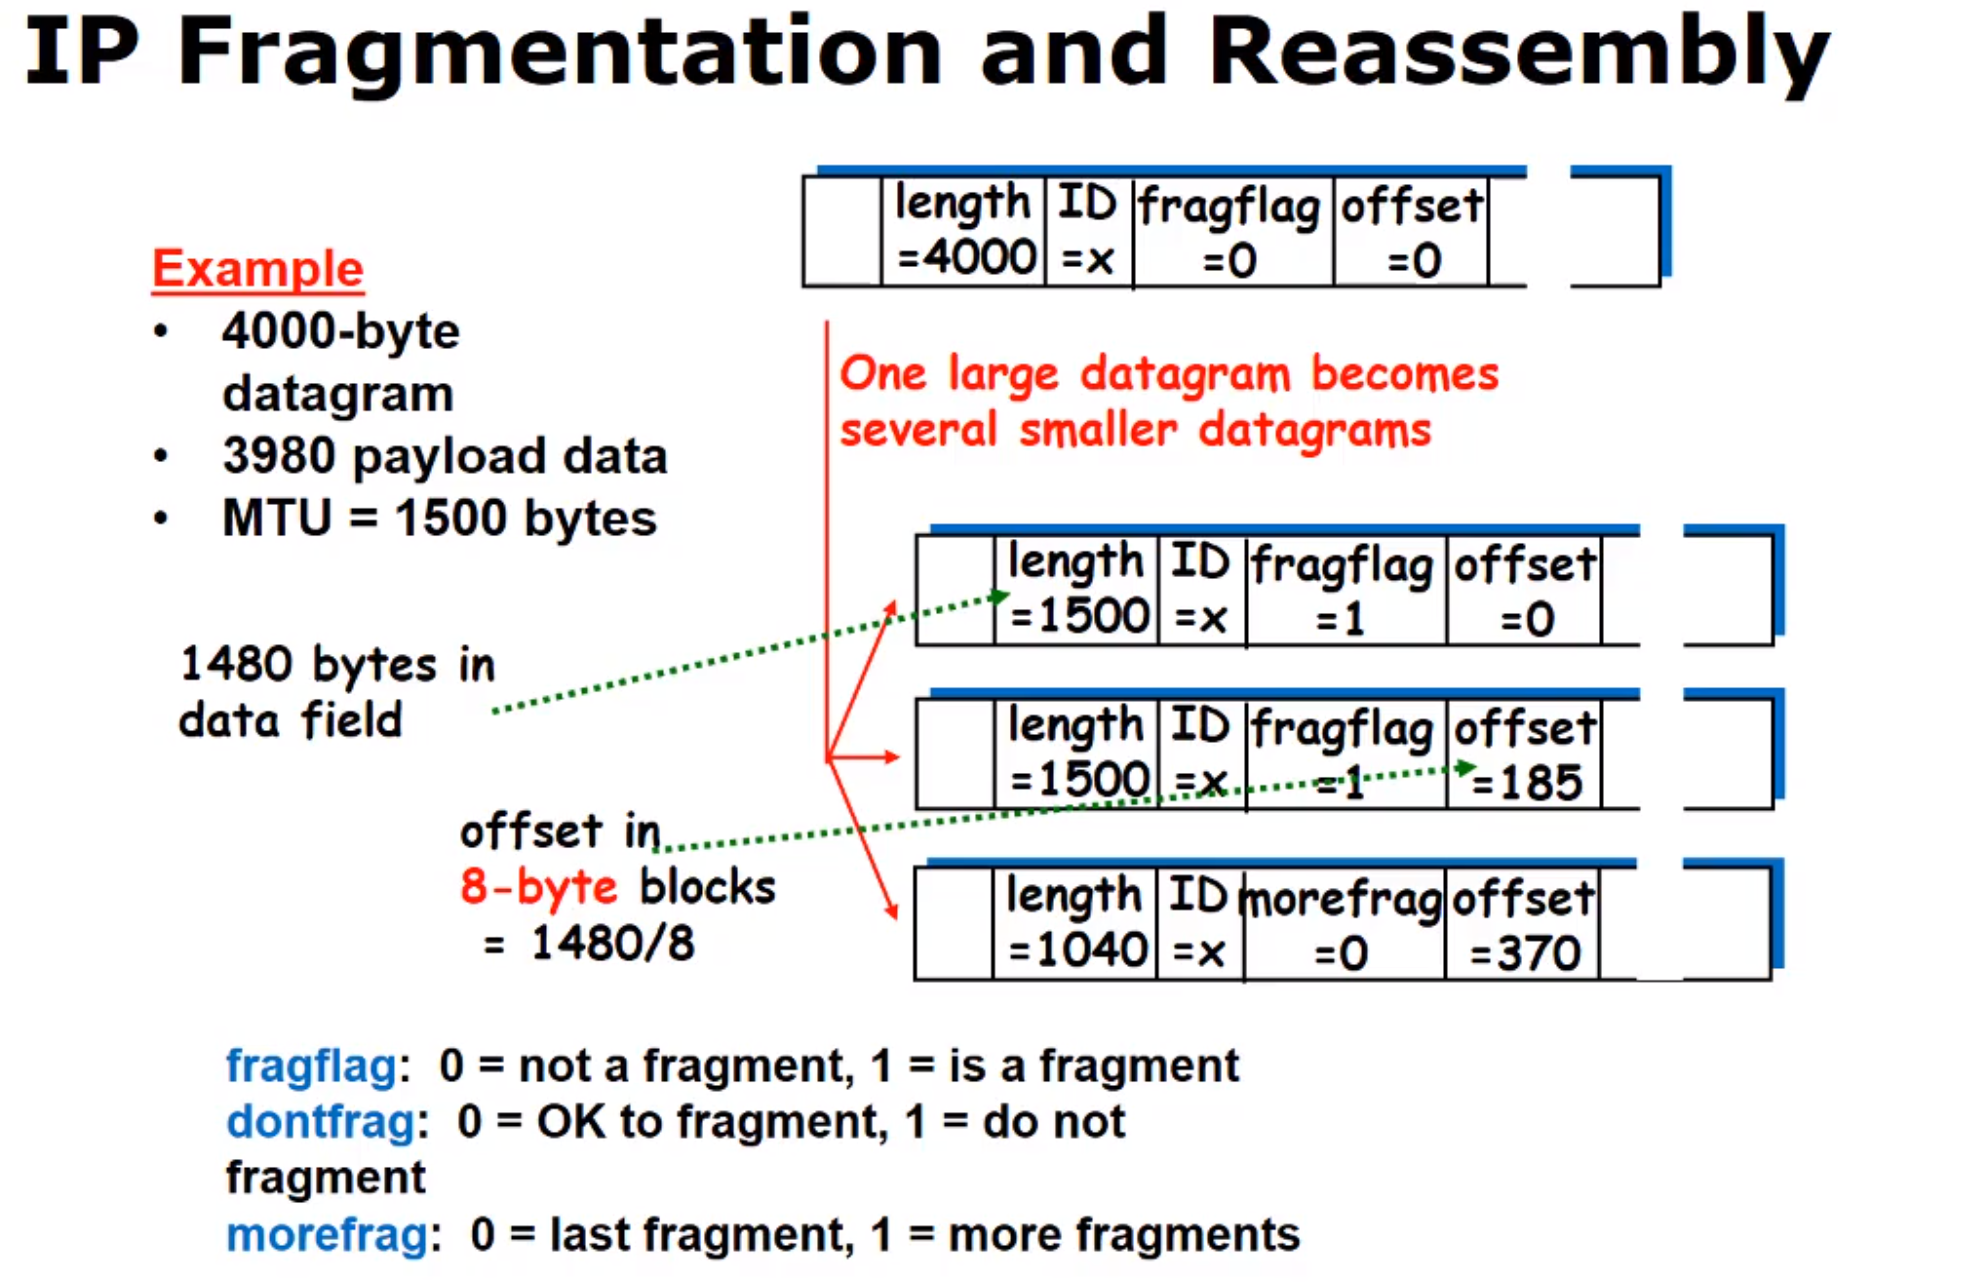 IP Fragmentation and Reassembly
length ID fragflag offset
=4000 =x =0 =0
Example
• 4000-byte
datagram
• 3980 payload data
• MTU = 1500 bytes
One large datagram becomes
several smaller datagrams
length ID fragflag offset
=1500 =x =1 =0
1480 bytes in
data field
length ID fragflag offset
=1500 =x =1 =185
offset in
8-byte blocks
= 1480/8
length ID morefrag offset
=1040 =x =0 =370
fragflag: 0 = not a fragment, 1 = is a fragment
dontfrag: 0 = OK to fragment, 1 = do not
fragment
morefrag: 0 = last fragment, 1 = more fragments